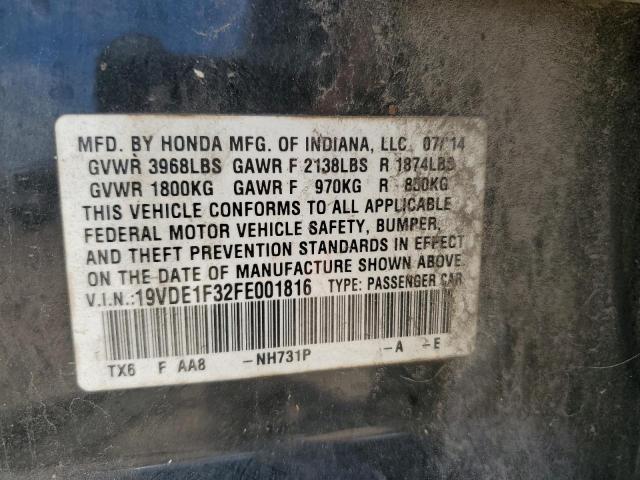 MFD. BY HONDA MFG. OF INDIANA, LLC. 07/14
GVWR 3968LBS GAWR F 2138LBS R 1874LBS
GVWR 1800KG GAWR F 970KG R 850KG
THIS VEHICLE CONFORMS TO ALL APPLICABLE
FEDERAL MOTOR VEHICLE SAFETY, BUMPER,
AND THEFT PREVENTION STANDARDS IN EFFECT
ON THE DATE OF MANUFACTURE SHOWN ABOVE.
V.I.N.:19VDE1F32FE001816 TYPE: PASSENGER CAR
TX6 F AA8 -NH731P -A -E